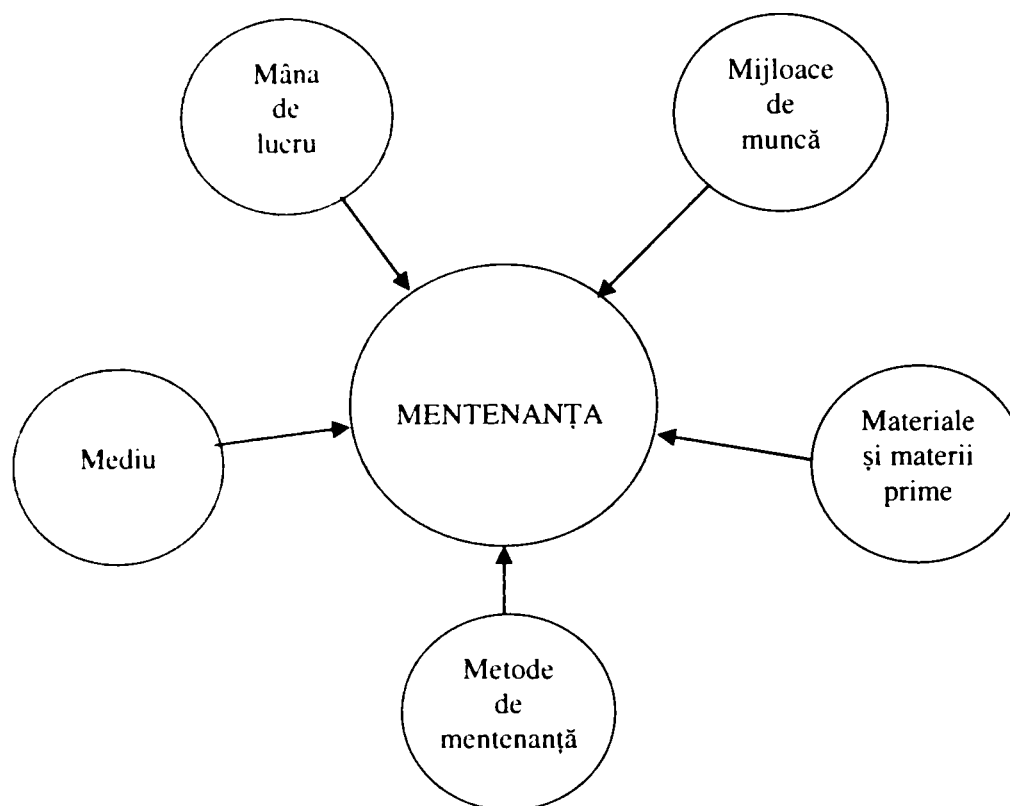 Mâna
de
lucru
Mijloace
de
muncă
MENTENANȚA
Mediu
Materiale
și materii
prime
Metode
de
mentenanță